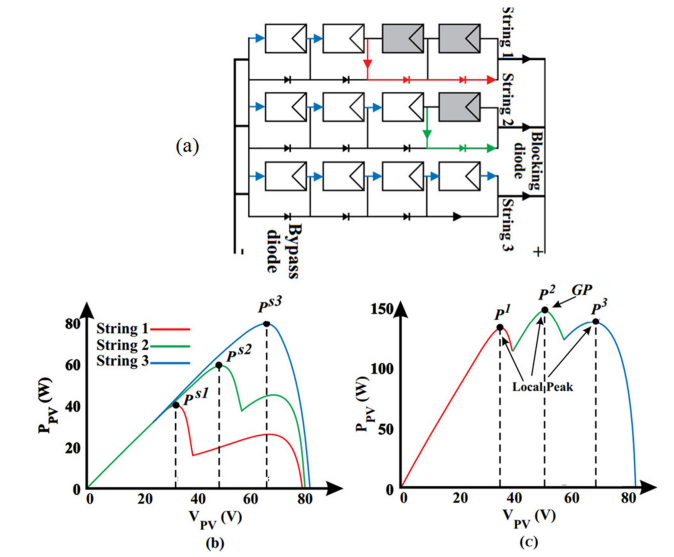 String 1
String 2
(a)
Blocking
diode
String 3
Bypass
diode
-
+
80
60
40
20
0
P_PV (W)
String 1
String 2
String 3
P^s1
P^s2
P^s3
20
40
60
80
V_PV (V)
(b)
150
100
50
0
P_PV (W)
P^1
P^2
GP
P^3
Local Peak
20
40
60
80
V_PV (V)
(c)